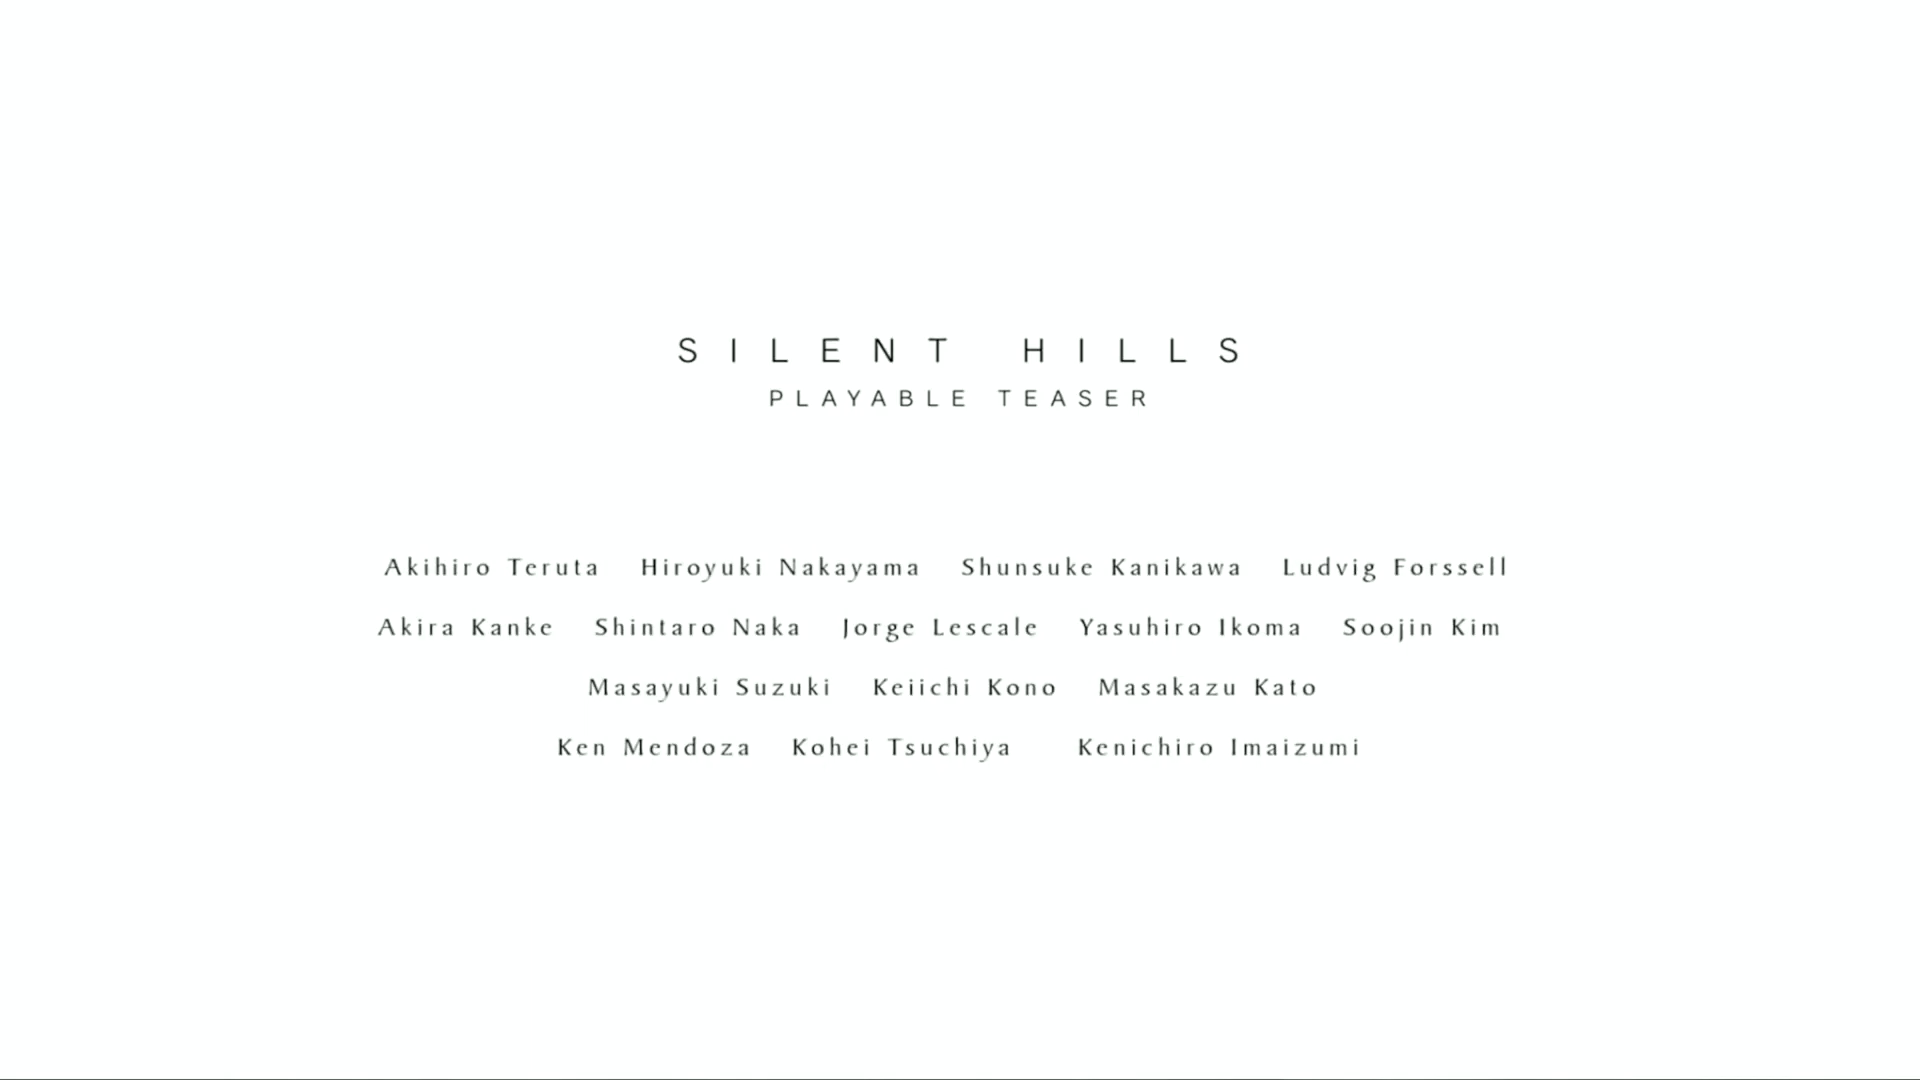 SILENT HILLS
PLAYABLE TEASER
Akihiro Teruta Hiroyuki Nakayama Shunsuke Kanikawa Ludvig Forssell
Akira Kanke Shintaro Naka Jorge Lescale Yasuhiro Ikoma Soojin Kim
Masayuki Suzuki Keiichi Kono Masakazu Kato
Ken Mendoza Kohei Tsuchiya Kenichiro Imaizumi